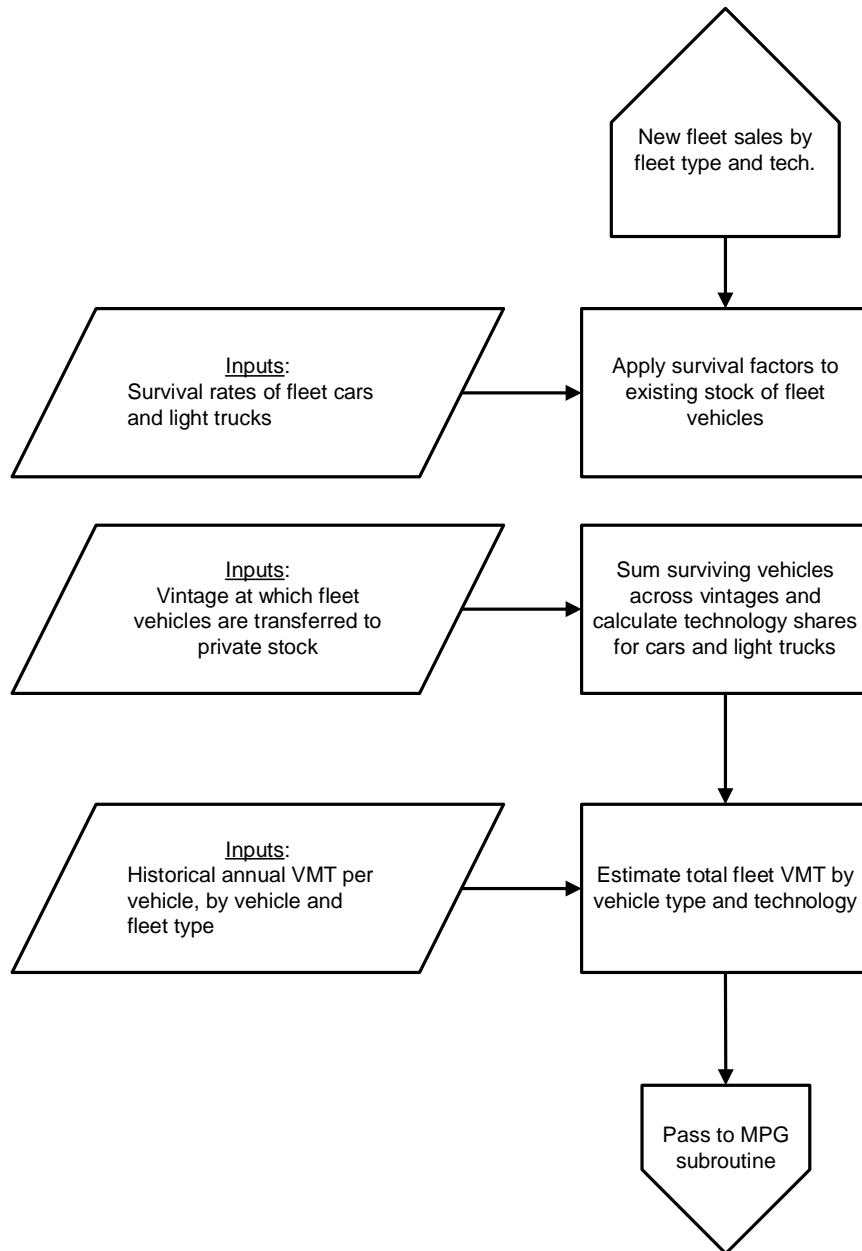 New fleet sales by
fleet type and tech.
Inputs:
Survival rates of fleet cars
and light trucks
Apply survival factors to
existing stock of fleet
vehicles
Inputs:
Vintage at which fleet
vehicles are transferred to
private stock
Sum surviving vehicles
across vintages and
calculate technology shares
for cars and light trucks
Inputs:
Historical annual VMT per
vehicle, by vehicle and
fleet type
Estimate total fleet VMT by
vehicle type and technology
Pass to MPG
subroutine